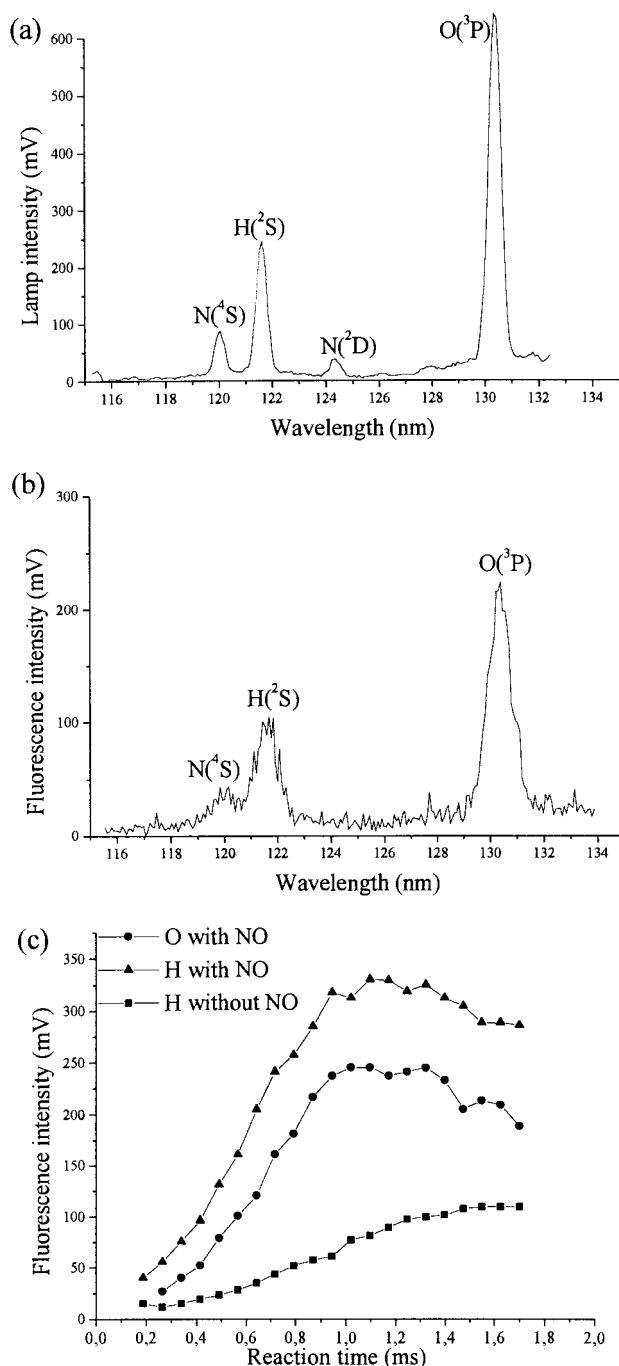 (a)
O(³P)
600
500
400
300
200
100
0
Lamp intensity (mV)
H(²S)
N(⁴S)
N(²D)
116 118 120 122 124 126 128 130 132 134
Wavelength (nm)
(b)
300
200
100
0
Fluorescence intensity (mV)
O(³P)
H(²S)
N(⁴S)
116 118 120 122 124 126 128 130 132 134
Wavelength (nm)
(c)
O with NO
H with NO
H without NO
350
300
250
200
150
100
50
0
Fluorescence intensity (mV)
0,0 0,2 0,4 0,6 0,8 1,0 1,2 1,4 1,6 1,8 2,0
Reaction time (ms)